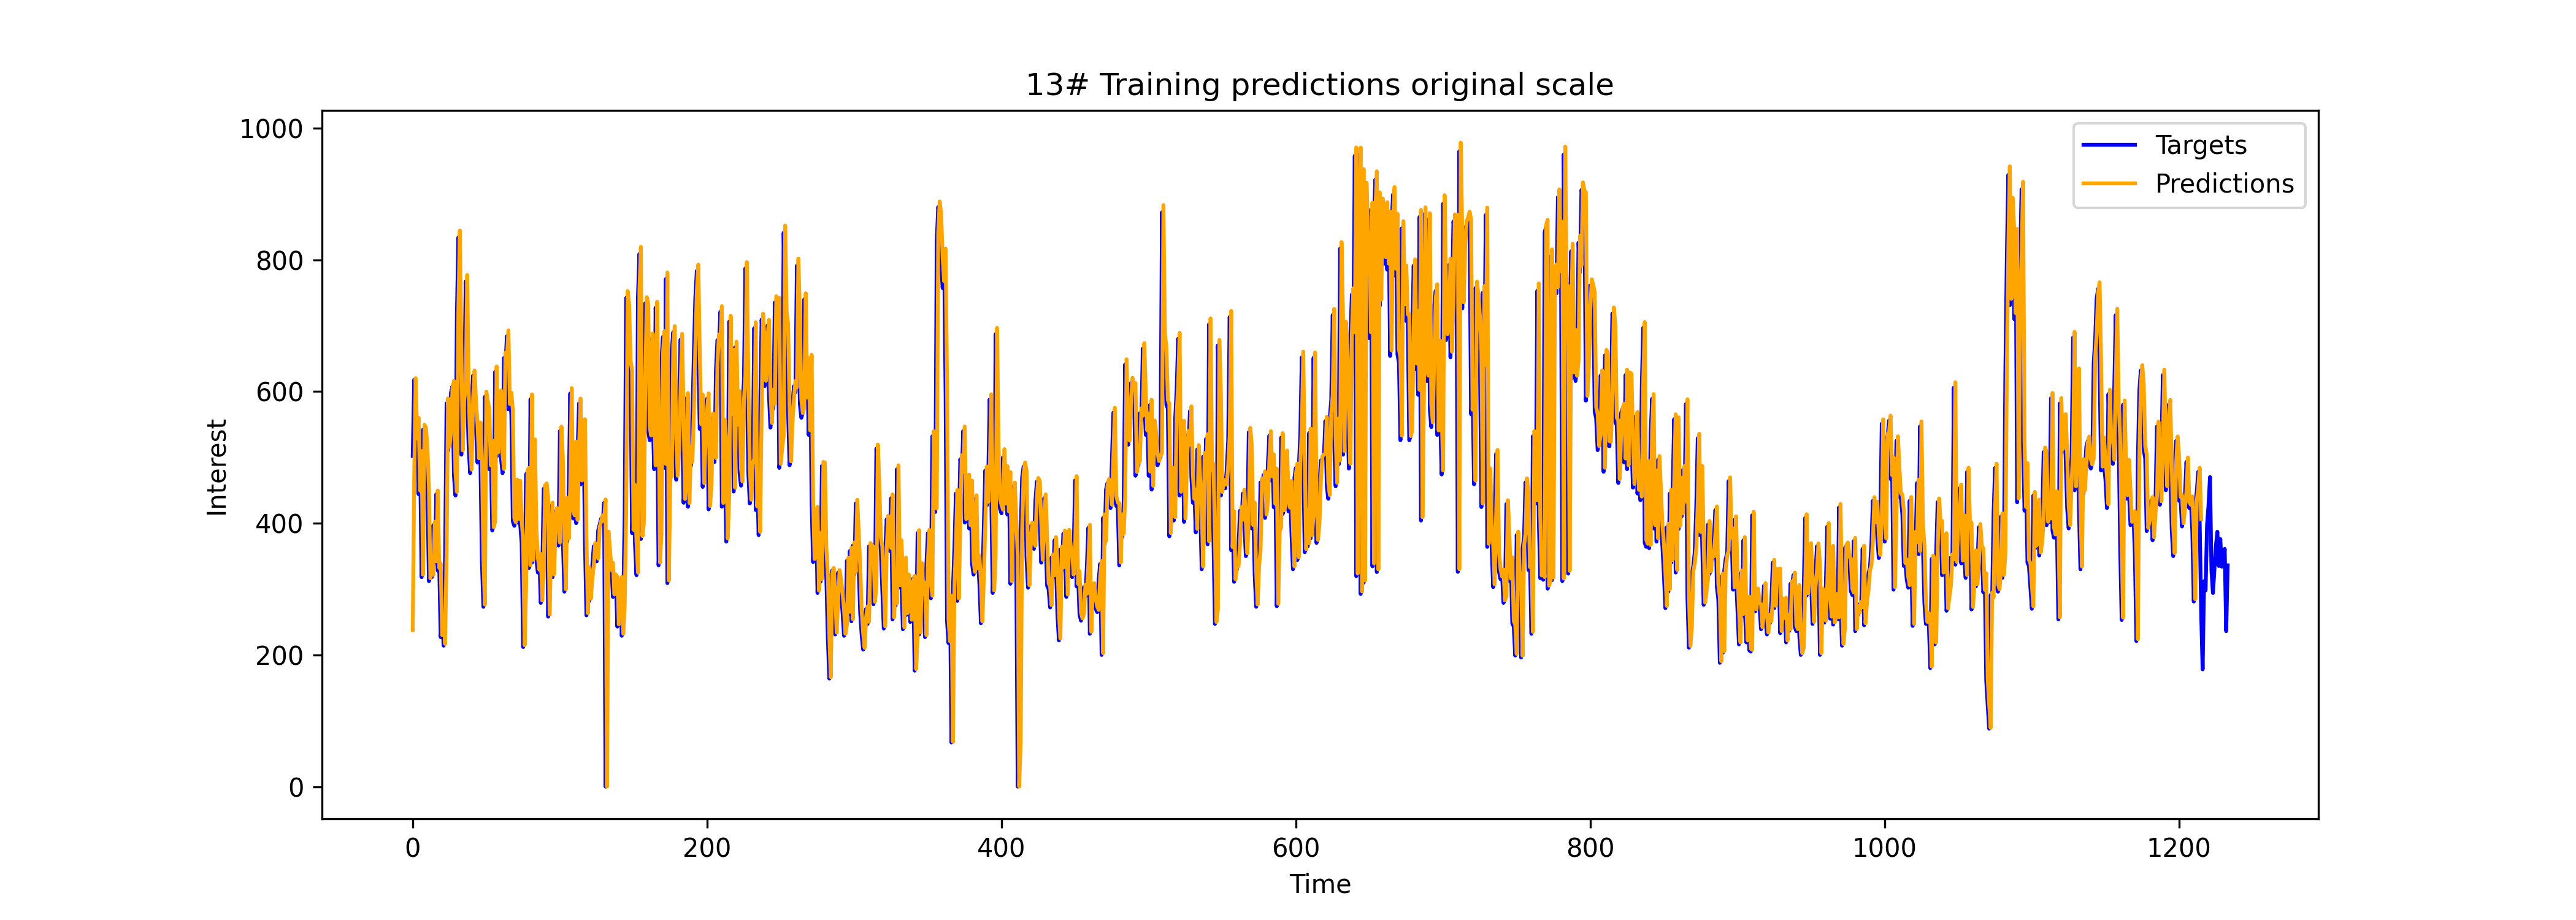 13# Training predictions original scale
1000
800
600
400
200
0
Interest
0 200 400 600 800 1000 1200
Time
Targets
Predictions